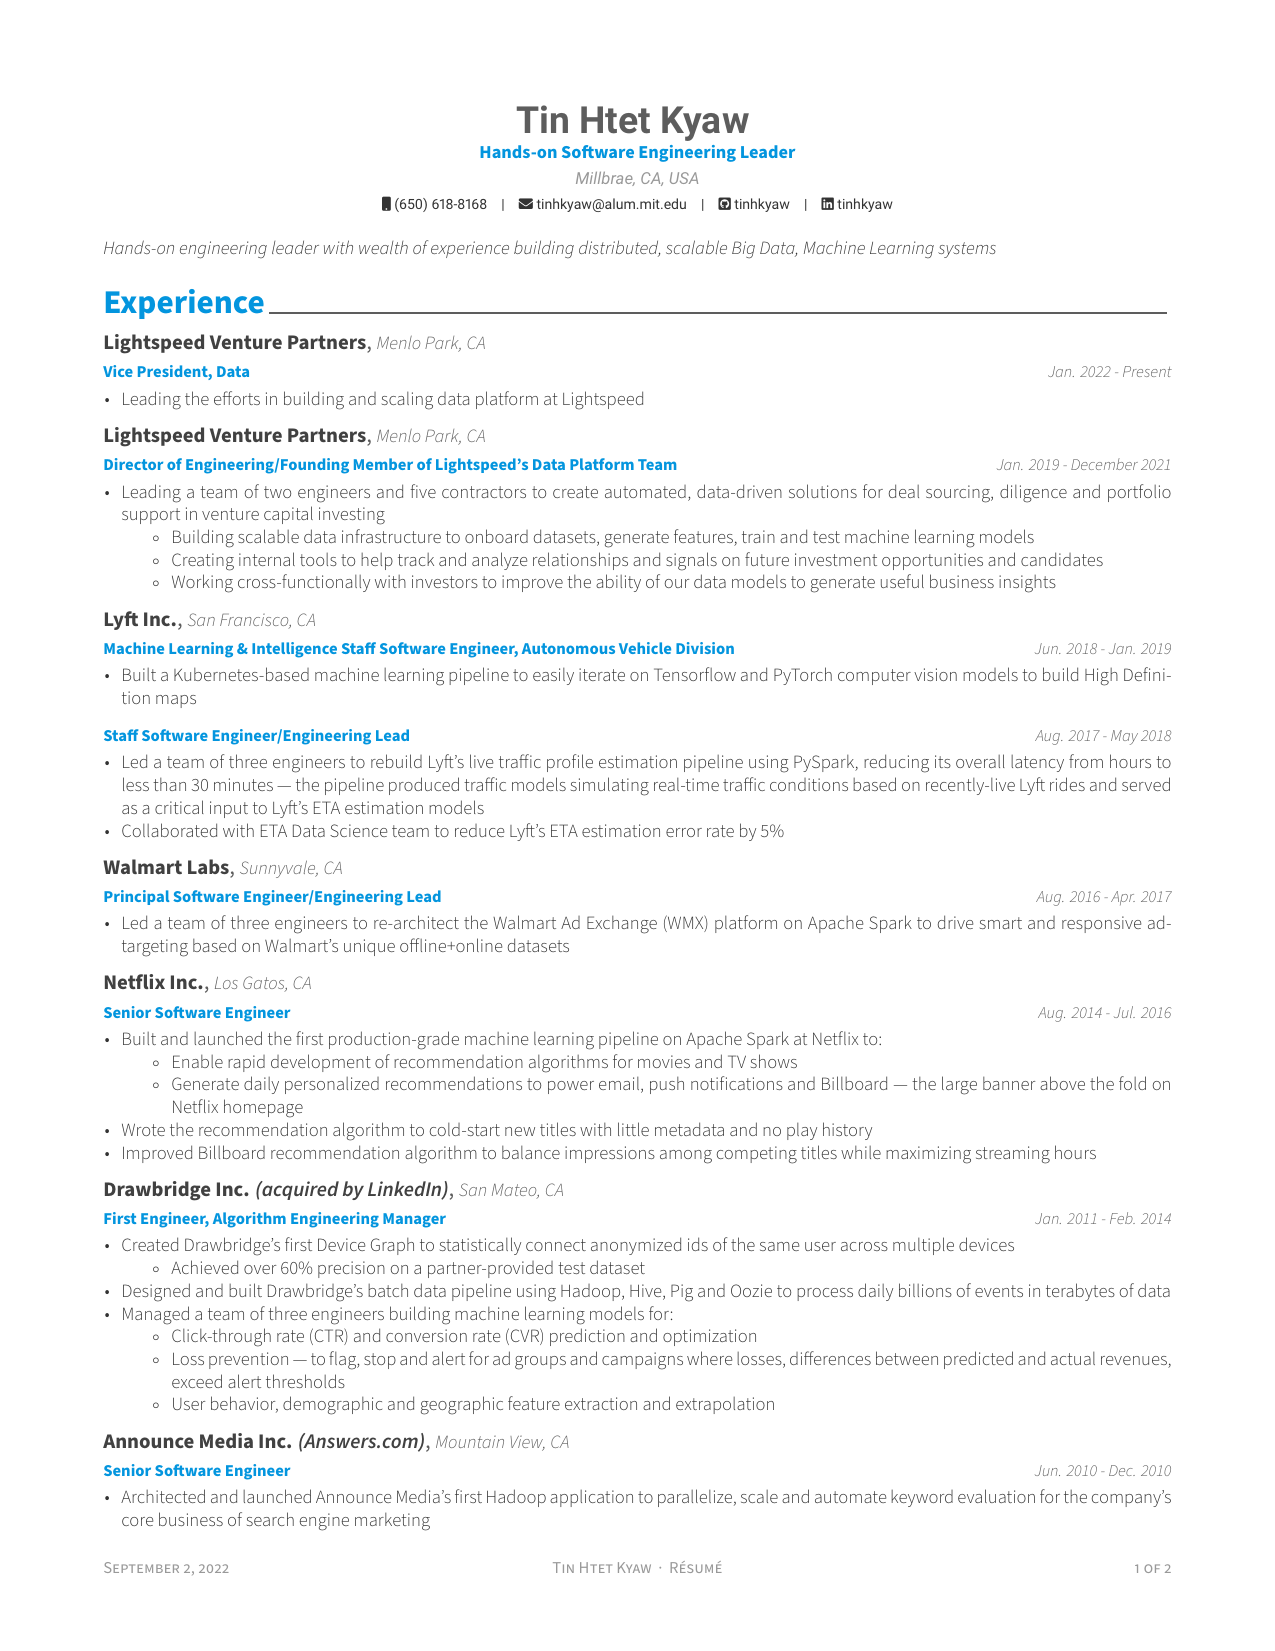 Tin Htet Kyaw
Hands-on Software Engineering Leader
Millbrae, CA, USA
(650) 618-8168 | tinhkyaw@alum.mit.edu | tinhkyaw | tinhkyaw
Hands-on engineering leader with wealth of experience building distributed, scalable Big Data, Machine Learning systems
Experience
Lightspeed Venture Partners, Menlo Park, CA
Vice President, Data Jan. 2022 - Present
• Leading the efforts in building and scaling data platform at Lightspeed
Lightspeed Venture Partners, Menlo Park, CA
Director of Engineering/Founding Member of Lightspeed's Data Platform Team Jan. 2019 - December 2021
• Leading a team of two engineers and five contractors to create automated, data-driven solutions for deal sourcing, diligence and portfolio
support in venture capital investing
◦ Building scalable data infrastructure to onboard datasets, generate features, train and test machine learning models
◦ Creating internal tools to help track and analyze relationships and signals on future investment opportunities and candidates
◦ Working cross-functionally with investors to improve the ability of our data models to generate useful business insights
Lyft Inc., San Francisco, CA
Machine Learning & Intelligence Staff Software Engineer, Autonomous Vehicle Division Jun. 2018 - Jan. 2019
• Built a Kubernetes-based machine learning pipeline to easily iterate on Tensorflow and PyTorch computer vision models to build High Defini-
tion maps
Staff Software Engineer/Engineering Lead Aug. 2017 - May 2018
• Led a team of three engineers to rebuild Lyft's live traffic profile estimation pipeline using PySpark, reducing its overall latency from hours to
less than 30 minutes — the pipeline produced traffic models simulating real-time traffic conditions based on recently-live Lyft rides and served
as a critical input to Lyft's ETA estimation models
• Collaborated with ETA Data Science team to reduce Lyft's ETA estimation error rate by 5%
Walmart Labs, Sunnyvale, CA
Principal Software Engineer/Engineering Lead Aug. 2016 - Apr. 2017
• Led a team of three engineers to re-architect the Walmart Ad Exchange (WMX) platform on Apache Spark to drive smart and responsive ad-
targeting based on Walmart's unique offline+online datasets
Netflix Inc., Los Gatos, CA
Senior Software Engineer Aug. 2014 - Jul. 2016
• Built and launched the first production-grade machine learning pipeline on Apache Spark at Netflix to:
◦ Enable rapid development of recommendation algorithms for movies and TV shows
◦ Generate daily personalized recommendations to power email, push notifications and Billboard — the large banner above the fold on
Netflix homepage
• Wrote the recommendation algorithm to cold-start new titles with little metadata and no play history
• Improved Billboard recommendation algorithm to balance impressions among competing titles while maximizing streaming hours
Drawbridge Inc. (acquired by LinkedIn), San Mateo, CA
First Engineer, Algorithm Engineering Manager Jan. 2011 - Feb. 2014
• Created Drawbridge's first Device Graph to statistically connect anonymized ids of the same user across multiple devices
◦ Achieved over 60% precision on a partner-provided test dataset
• Designed and built Drawbridge's batch data pipeline using Hadoop, Hive, Pig and Oozie to process daily billions of events in terabytes of data
• Managed a team of three engineers building machine learning models for:
◦ Click-through rate (CTR) and conversion rate (CVR) prediction and optimization
◦ Loss prevention — to flag, stop and alert for ad groups and campaigns where losses, differences between predicted and actual revenues,
exceed alert thresholds
◦ User behavior, demographic and geographic feature extraction and extrapolation
Announce Media Inc. (Answers.com), Mountain View, CA
Senior Software Engineer Jun. 2010 - Dec. 2010
• Architected and launched Announce Media's first Hadoop application to parallelize, scale and automate keyword evaluation for the company's
core business of search engine marketing
September 2, 2022 Tin Htet Kyaw · Résumé 1 of 2